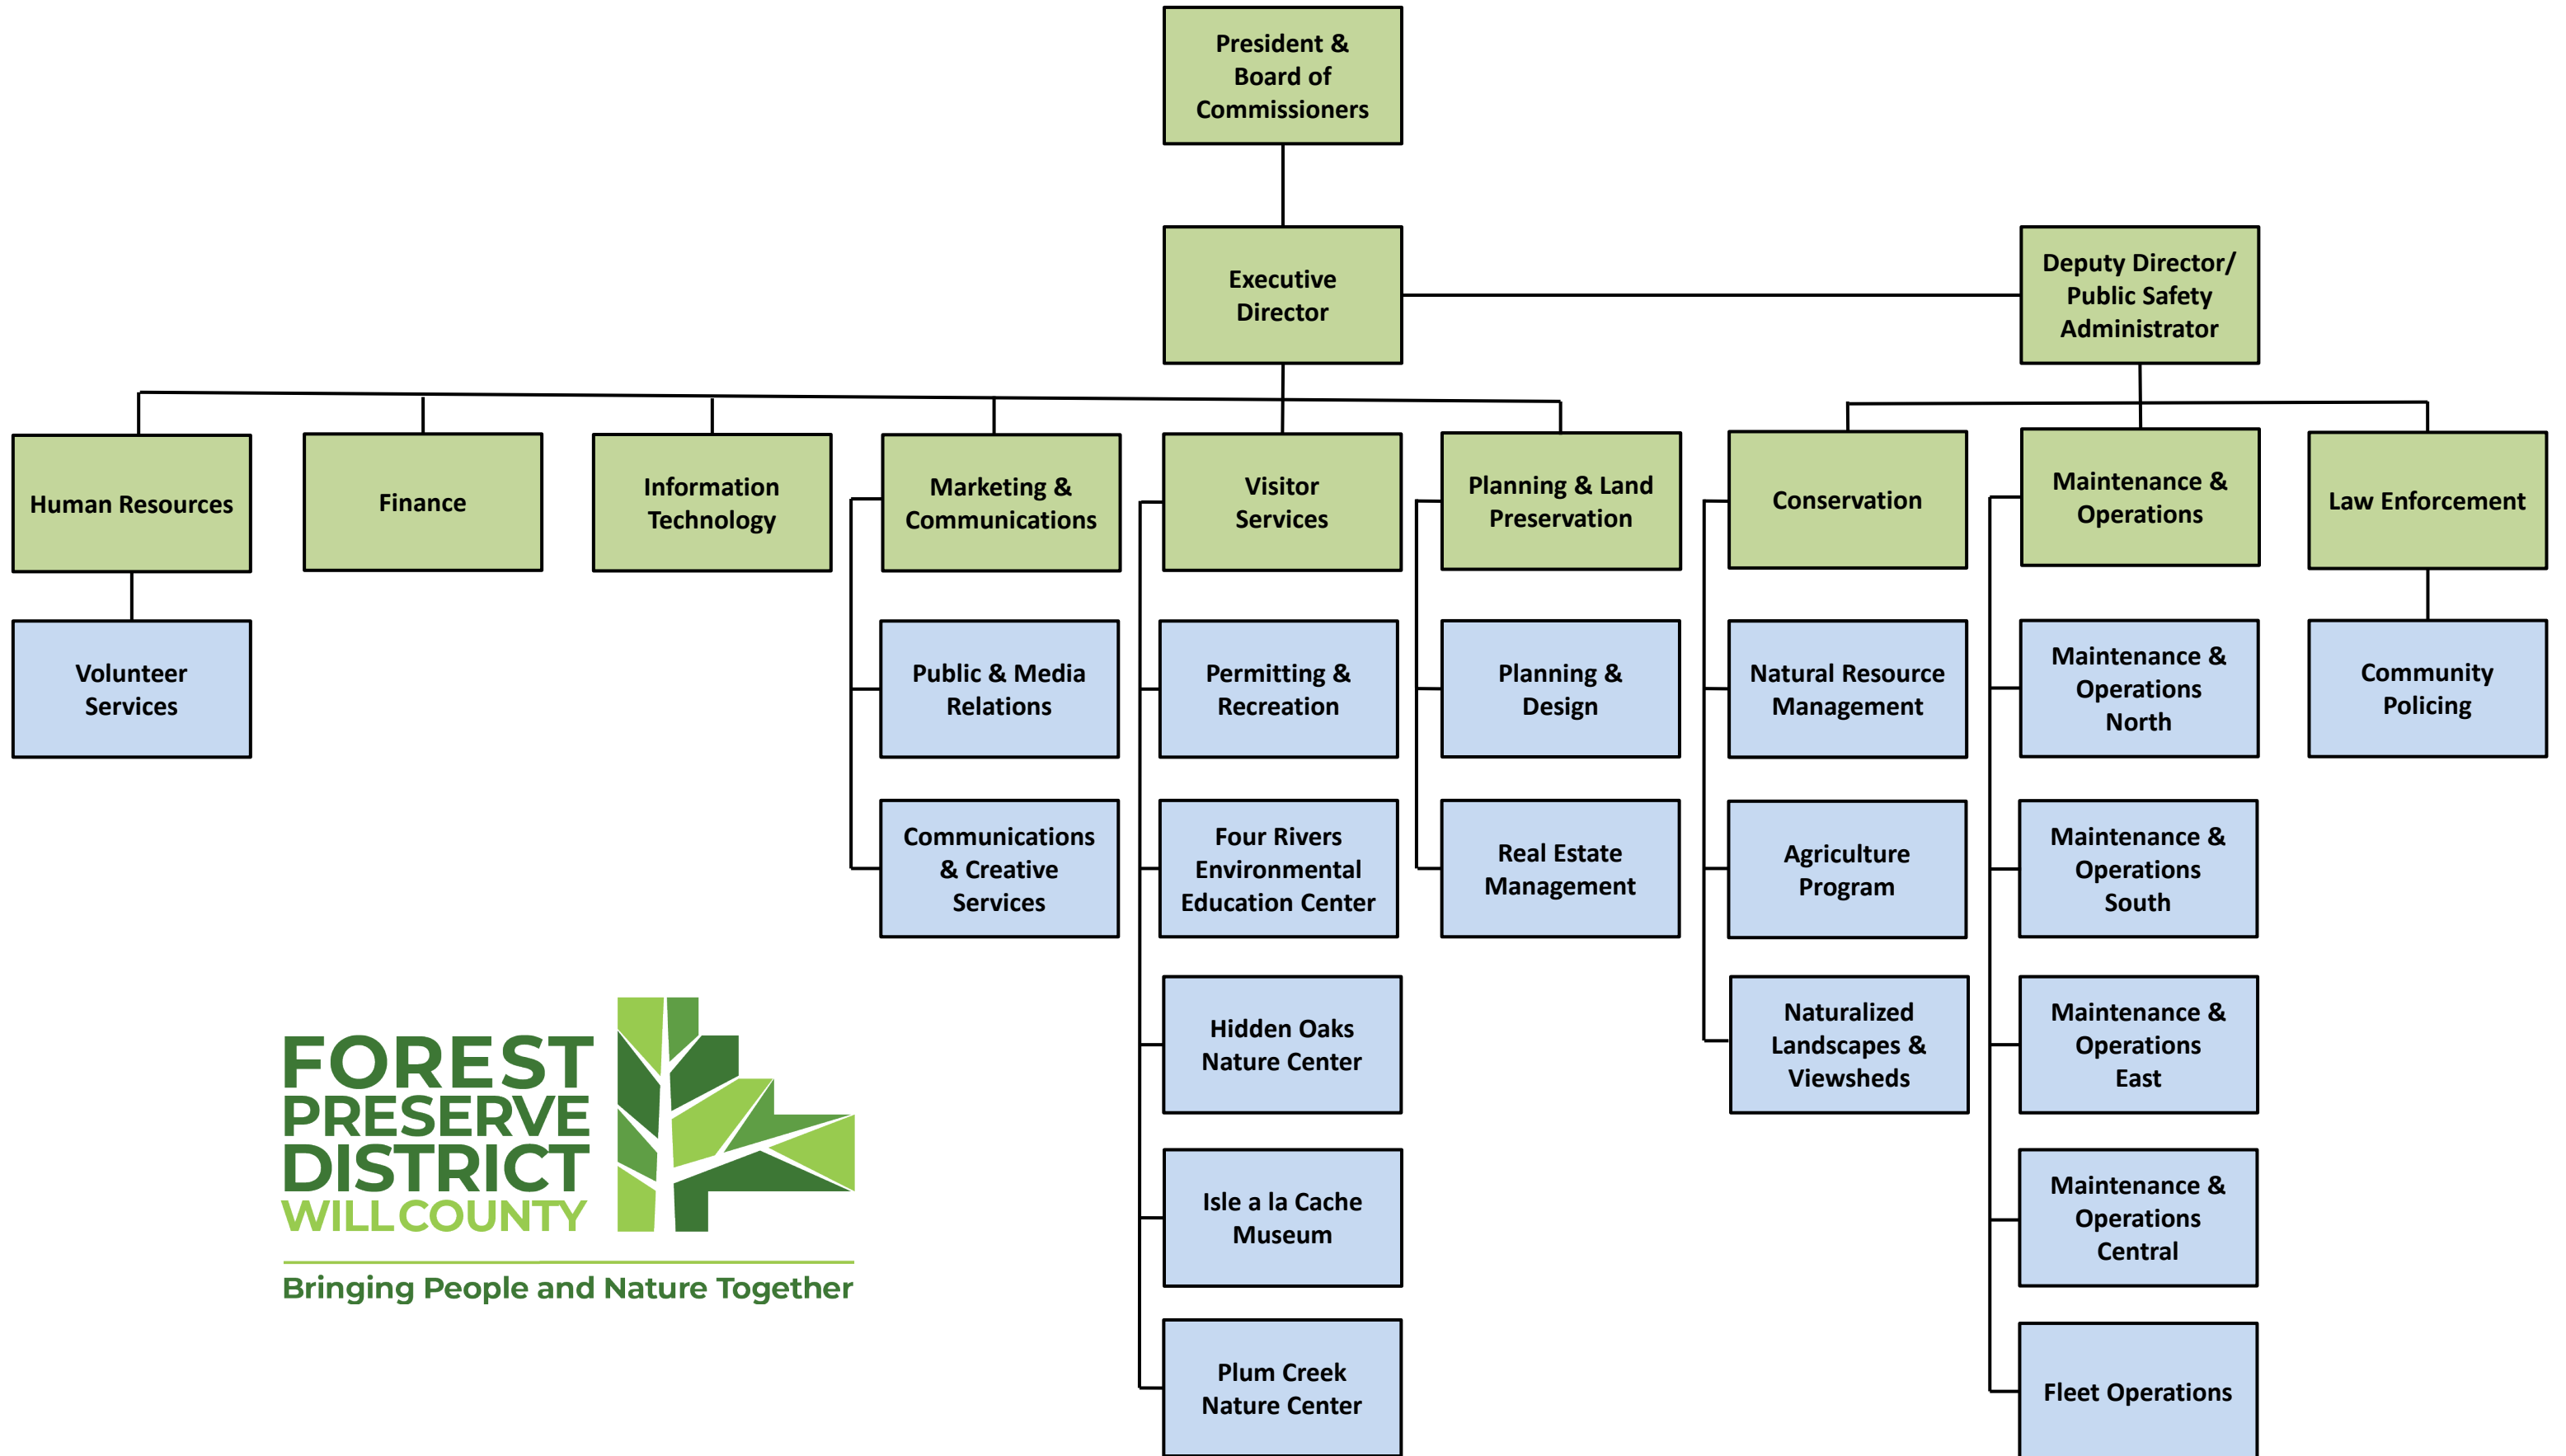 President &
Board of
Commissioners
Executive
Director
Deputy Director/
Public Safety
Administrator
Human Resources
Finance
Information
Technology
Marketing &
Communications
Visitor
Services
Planning & Land
Preservation
Conservation
Maintenance &
Operations
Law Enforcement
Volunteer
Services
Public & Media
Relations
Permitting &
Recreation
Planning &
Design
Natural Resource
Management
Maintenance &
Operations
North
Community
Policing
Communications
& Creative
Services
Four Rivers
Environmental
Education Center
Real Estate
Management
Agriculture
Program
Maintenance &
Operations
South
Hidden Oaks
Nature Center
Naturalized
Landscapes &
Viewsheds
Maintenance &
Operations
East
Isle a la Cache
Museum
Maintenance &
Operations
Central
Plum Creek
Nature Center
Fleet Operations
FOREST
PRESERVE
DISTRICT
WILL COUNTY
Bringing People and Nature Together